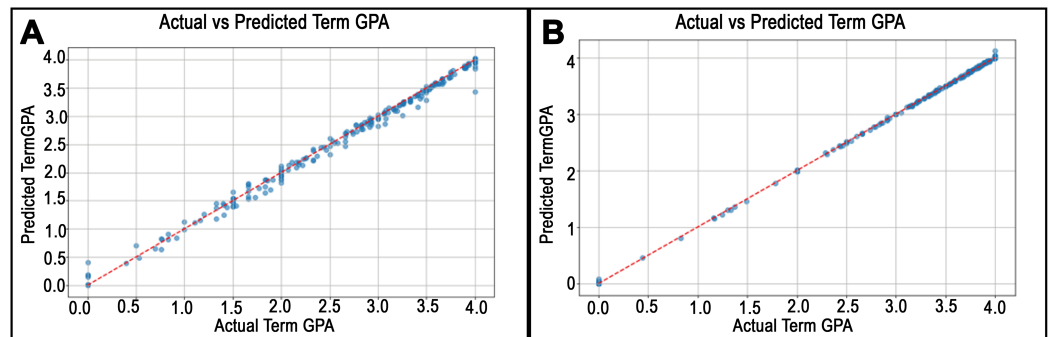 A
Actual vs Predicted Term GPA
Predicted TermGPA
4.0
3.5
3.0
2.5
2.0
1.5
1.0
0.5
0.0
0.0 0.5 1.0 1.5 2.0 2.5 3.0 3.5 4.0
Actual Term GPA
B
Actual vs Predicted Term GPA
Predicted TermGPA
4
3
2
1
0
0.0 0.5 1.0 1.5 2.0 2.5 3.0 3.5 4.0
Actual Term GPA